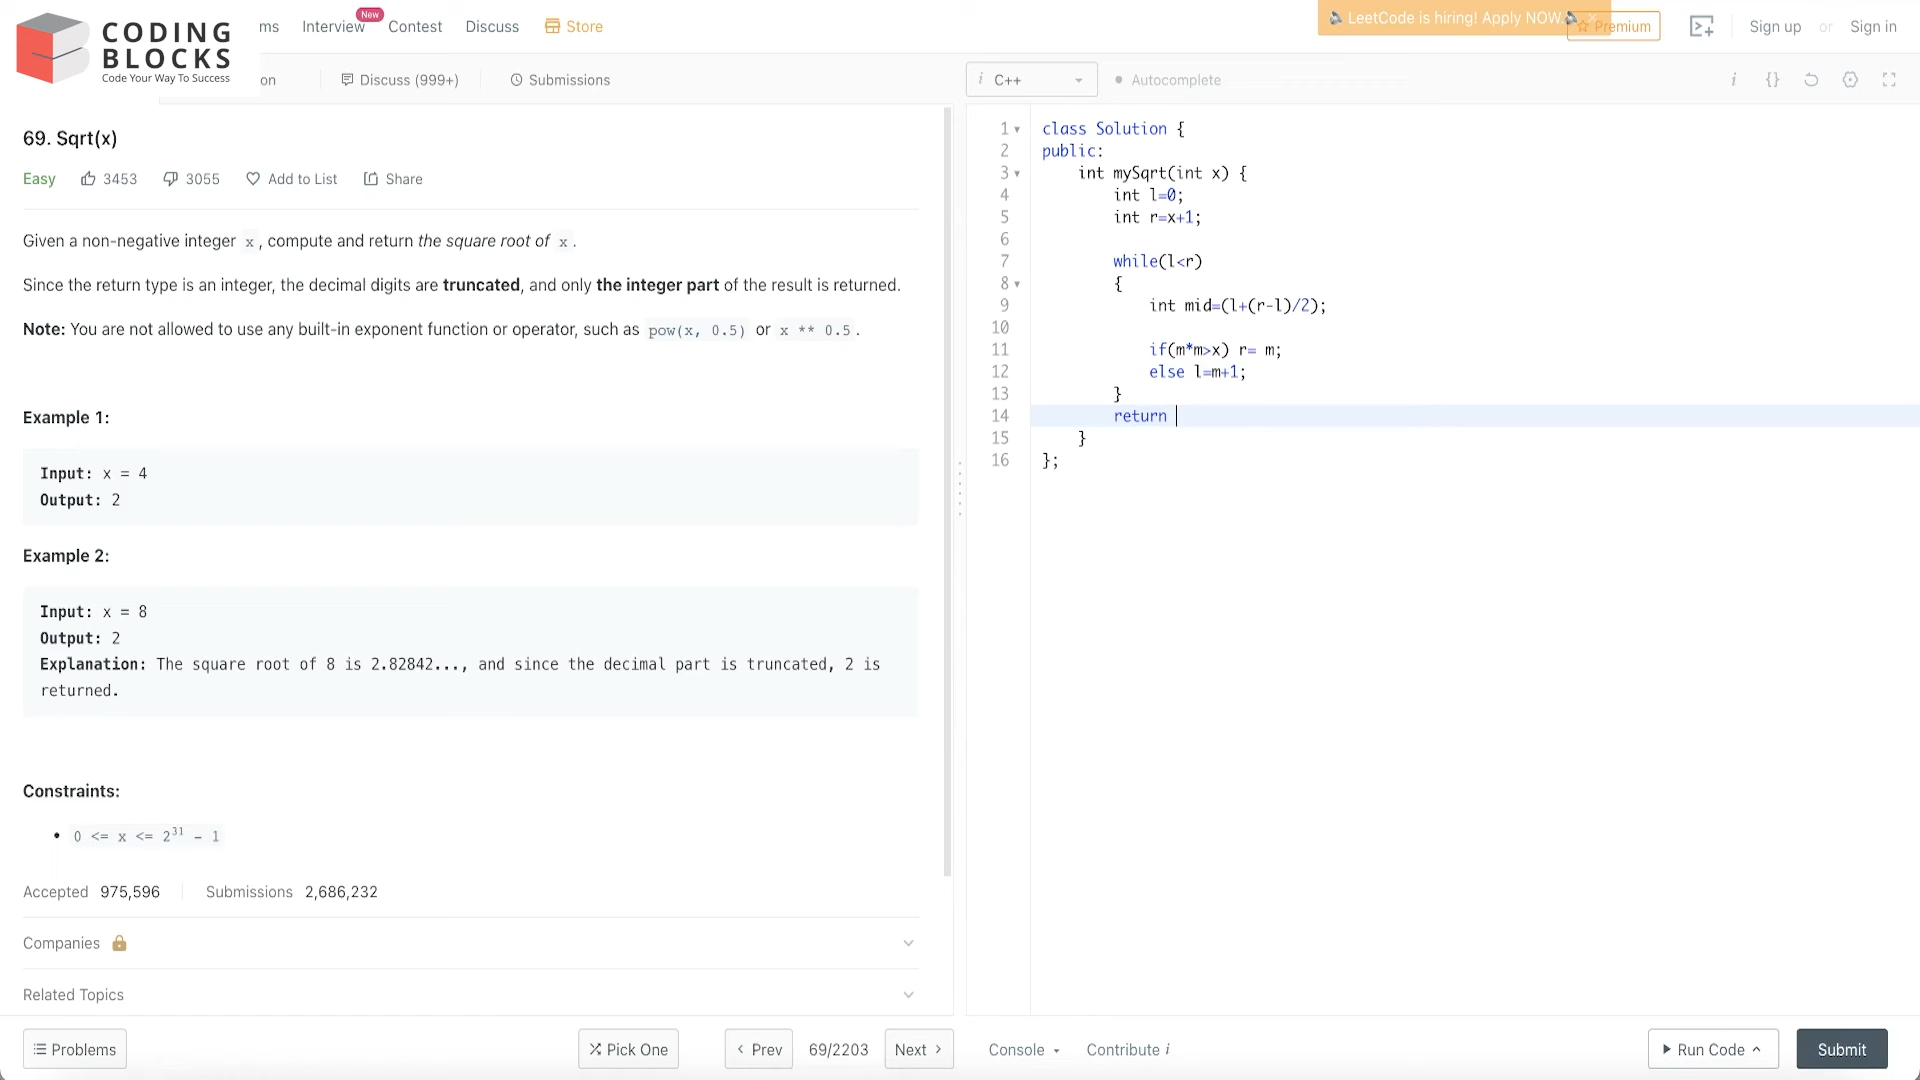 CODING
BLOCKS
Code Your Way To Success
ms
Interview
New
Contest
Discuss
Store
LeetCode is hiring! Apply NOW
Premium
Sign up or Sign in
on
Discuss (999+)
Submissions
i C++
Autocomplete
i {}
69. Sqrt(x)
Easy 3453 3055 Add to List Share
Given a non-negative integer x, compute and return the square root of x.
Since the return type is an integer, the decimal digits are truncated, and only the integer part of the result is returned.
Note: You are not allowed to use any built-in exponent function or operator, such as pow(x, 0.5) or x ** 0.5.
Example 1:
Input: x = 4
Output: 2
Example 2:
Input: x = 8
Output: 2
Explanation: The square root of 8 is 2.82842..., and since the decimal part is truncated, 2 is
returned.
Constraints:
• 0 <= x <= 2^31 - 1
Accepted 975,596 Submissions 2,686,232
Companies
Related Topics
1 class Solution {
2 public:
3 int mySqrt(int x) {
4 int l=0;
5 int r=x+1;
6
7 while(l<r)
8 {
9 int mid=(l+(r-l)/2);
10
11 if(m*m>x) r= m;
12 else l=m+1;
13 }
14 return
15 }
16 };
Problems
Pick One
Prev
69/2203
Next
Console
Contribute i
Run Code
Submit